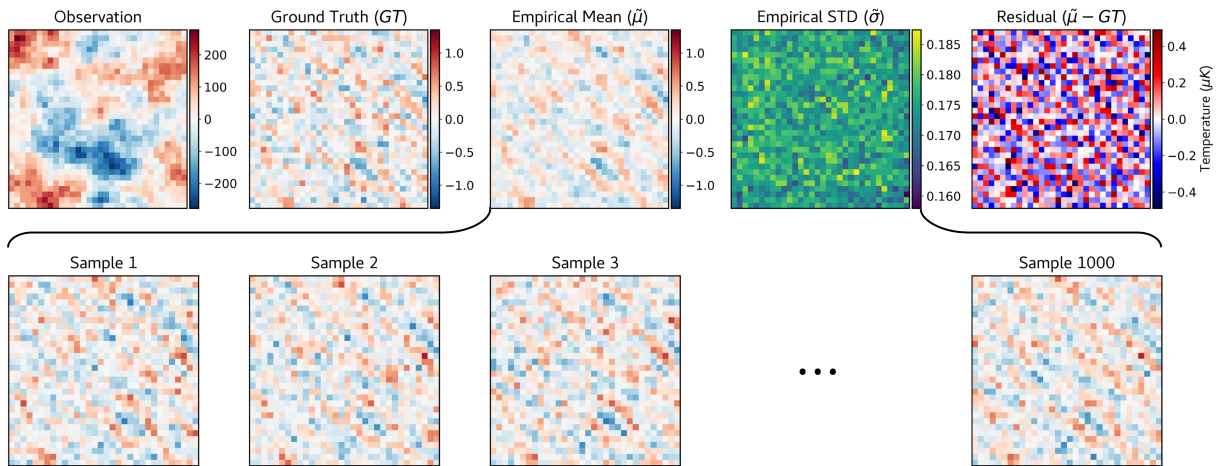 Observation
Ground Truth (GT)
Empirical Mean (μ̃)
Empirical STD (σ̃)
Residual (μ̃ − GT)
200
100
0
−100
−200
1.0
0.5
0.0
−0.5
−1.0
1.0
0.5
0.0
−0.5
−1.0
0.185
0.180
0.175
0.170
0.165
0.160
0.4
0.2
0.0
−0.2
−0.4
Temperature (μK)
Sample 1
Sample 2
Sample 3
Sample 1000